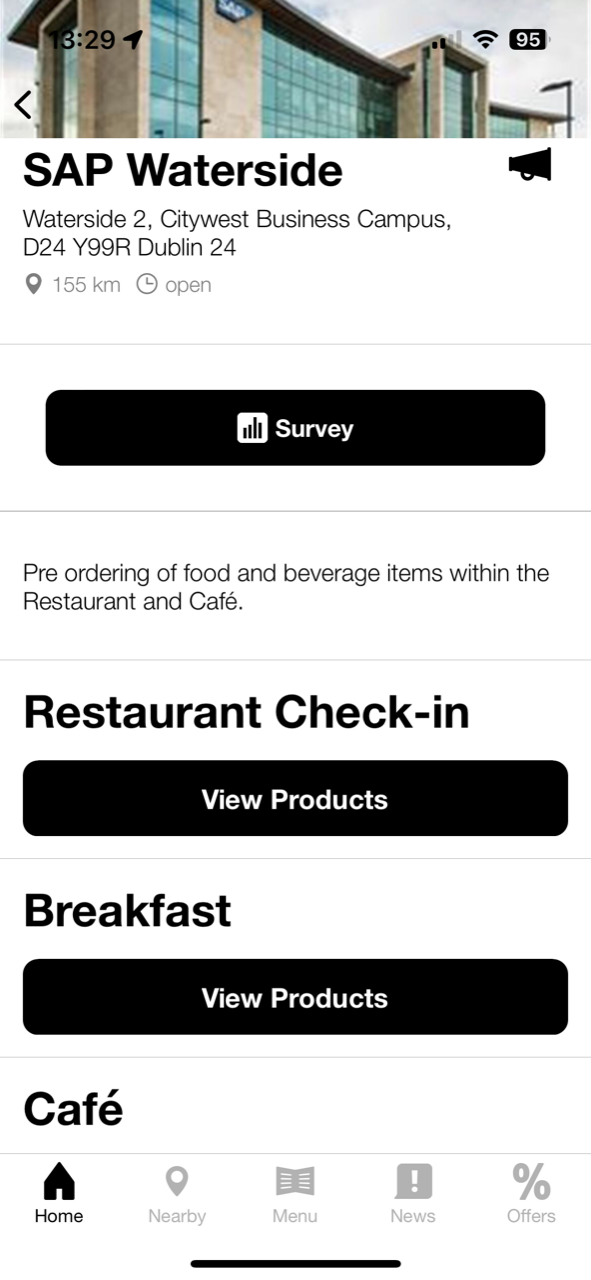 SAP
13:29
95
SAP Waterside
Waterside 2, Citywest Business Campus,
D24 Y99R Dublin 24
155 km open
Survey
Pre ordering of food and beverage items within the
Restaurant and Café.
Restaurant Check-in
View Products
Breakfast
View Products
Café
Home Nearby Menu News Offers